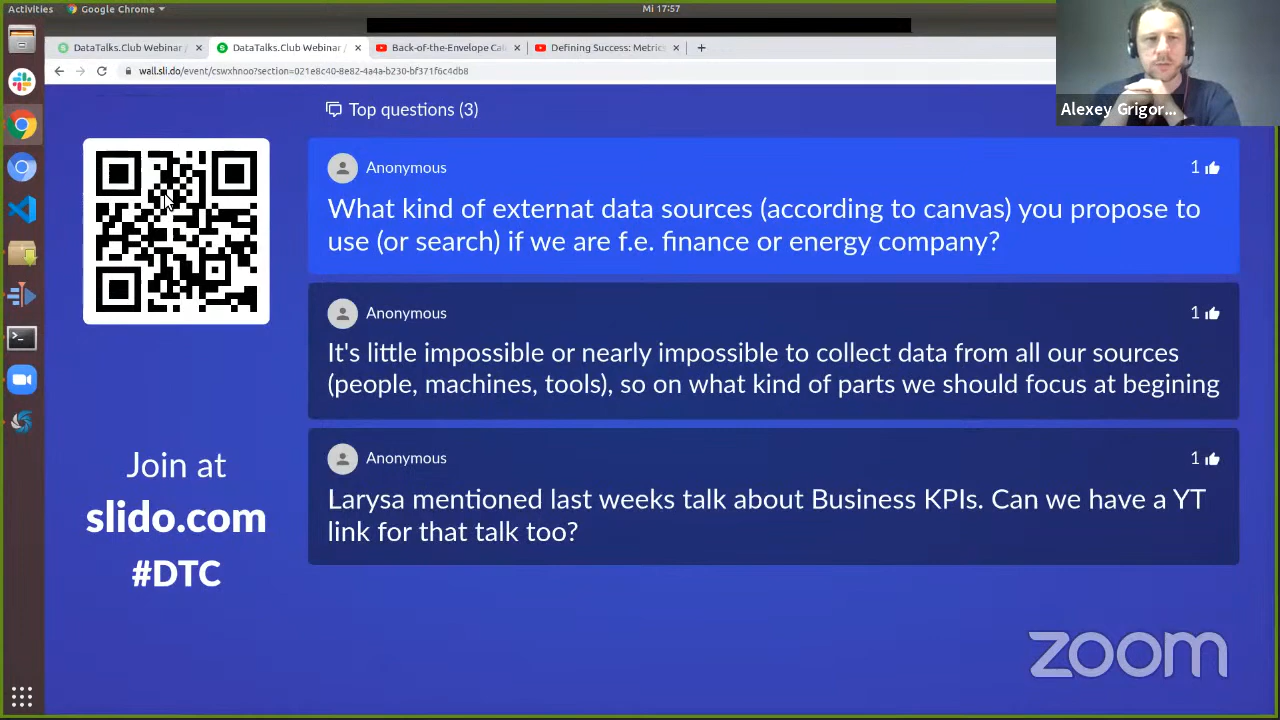 Activities
Google Chrome
Mi 17:57
DataTalks.Club Webinar /
DataTalks.Club Webinar /
Back-of-the-Envelope Cal
Defining Success: Metrics
wall.sli.do/event/cswxhnoo?section=021e8c40-8e82-4a4a-b230-bf371f6c4db8
Alexey Grigor...
Top questions (3)
Anonymous
1
What kind of externat data sources (according to canvas) you propose to
use (or search) if we are f.e. finance or energy company?
Anonymous
1
It's little impossible or nearly impossible to collect data from all our sources
(people, machines, tools), so on what kind of parts we should focus at begining
Anonymous
1
Larysa mentioned last weeks talk about Business KPIs. Can we have a YT
link for that talk too?
Join at
slido.com
#DTC
zoom